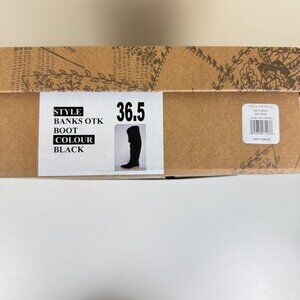 STYLE
BANKS OTK
BOOT
COLOUR
BLACK
36.5
FREE PEOPLE